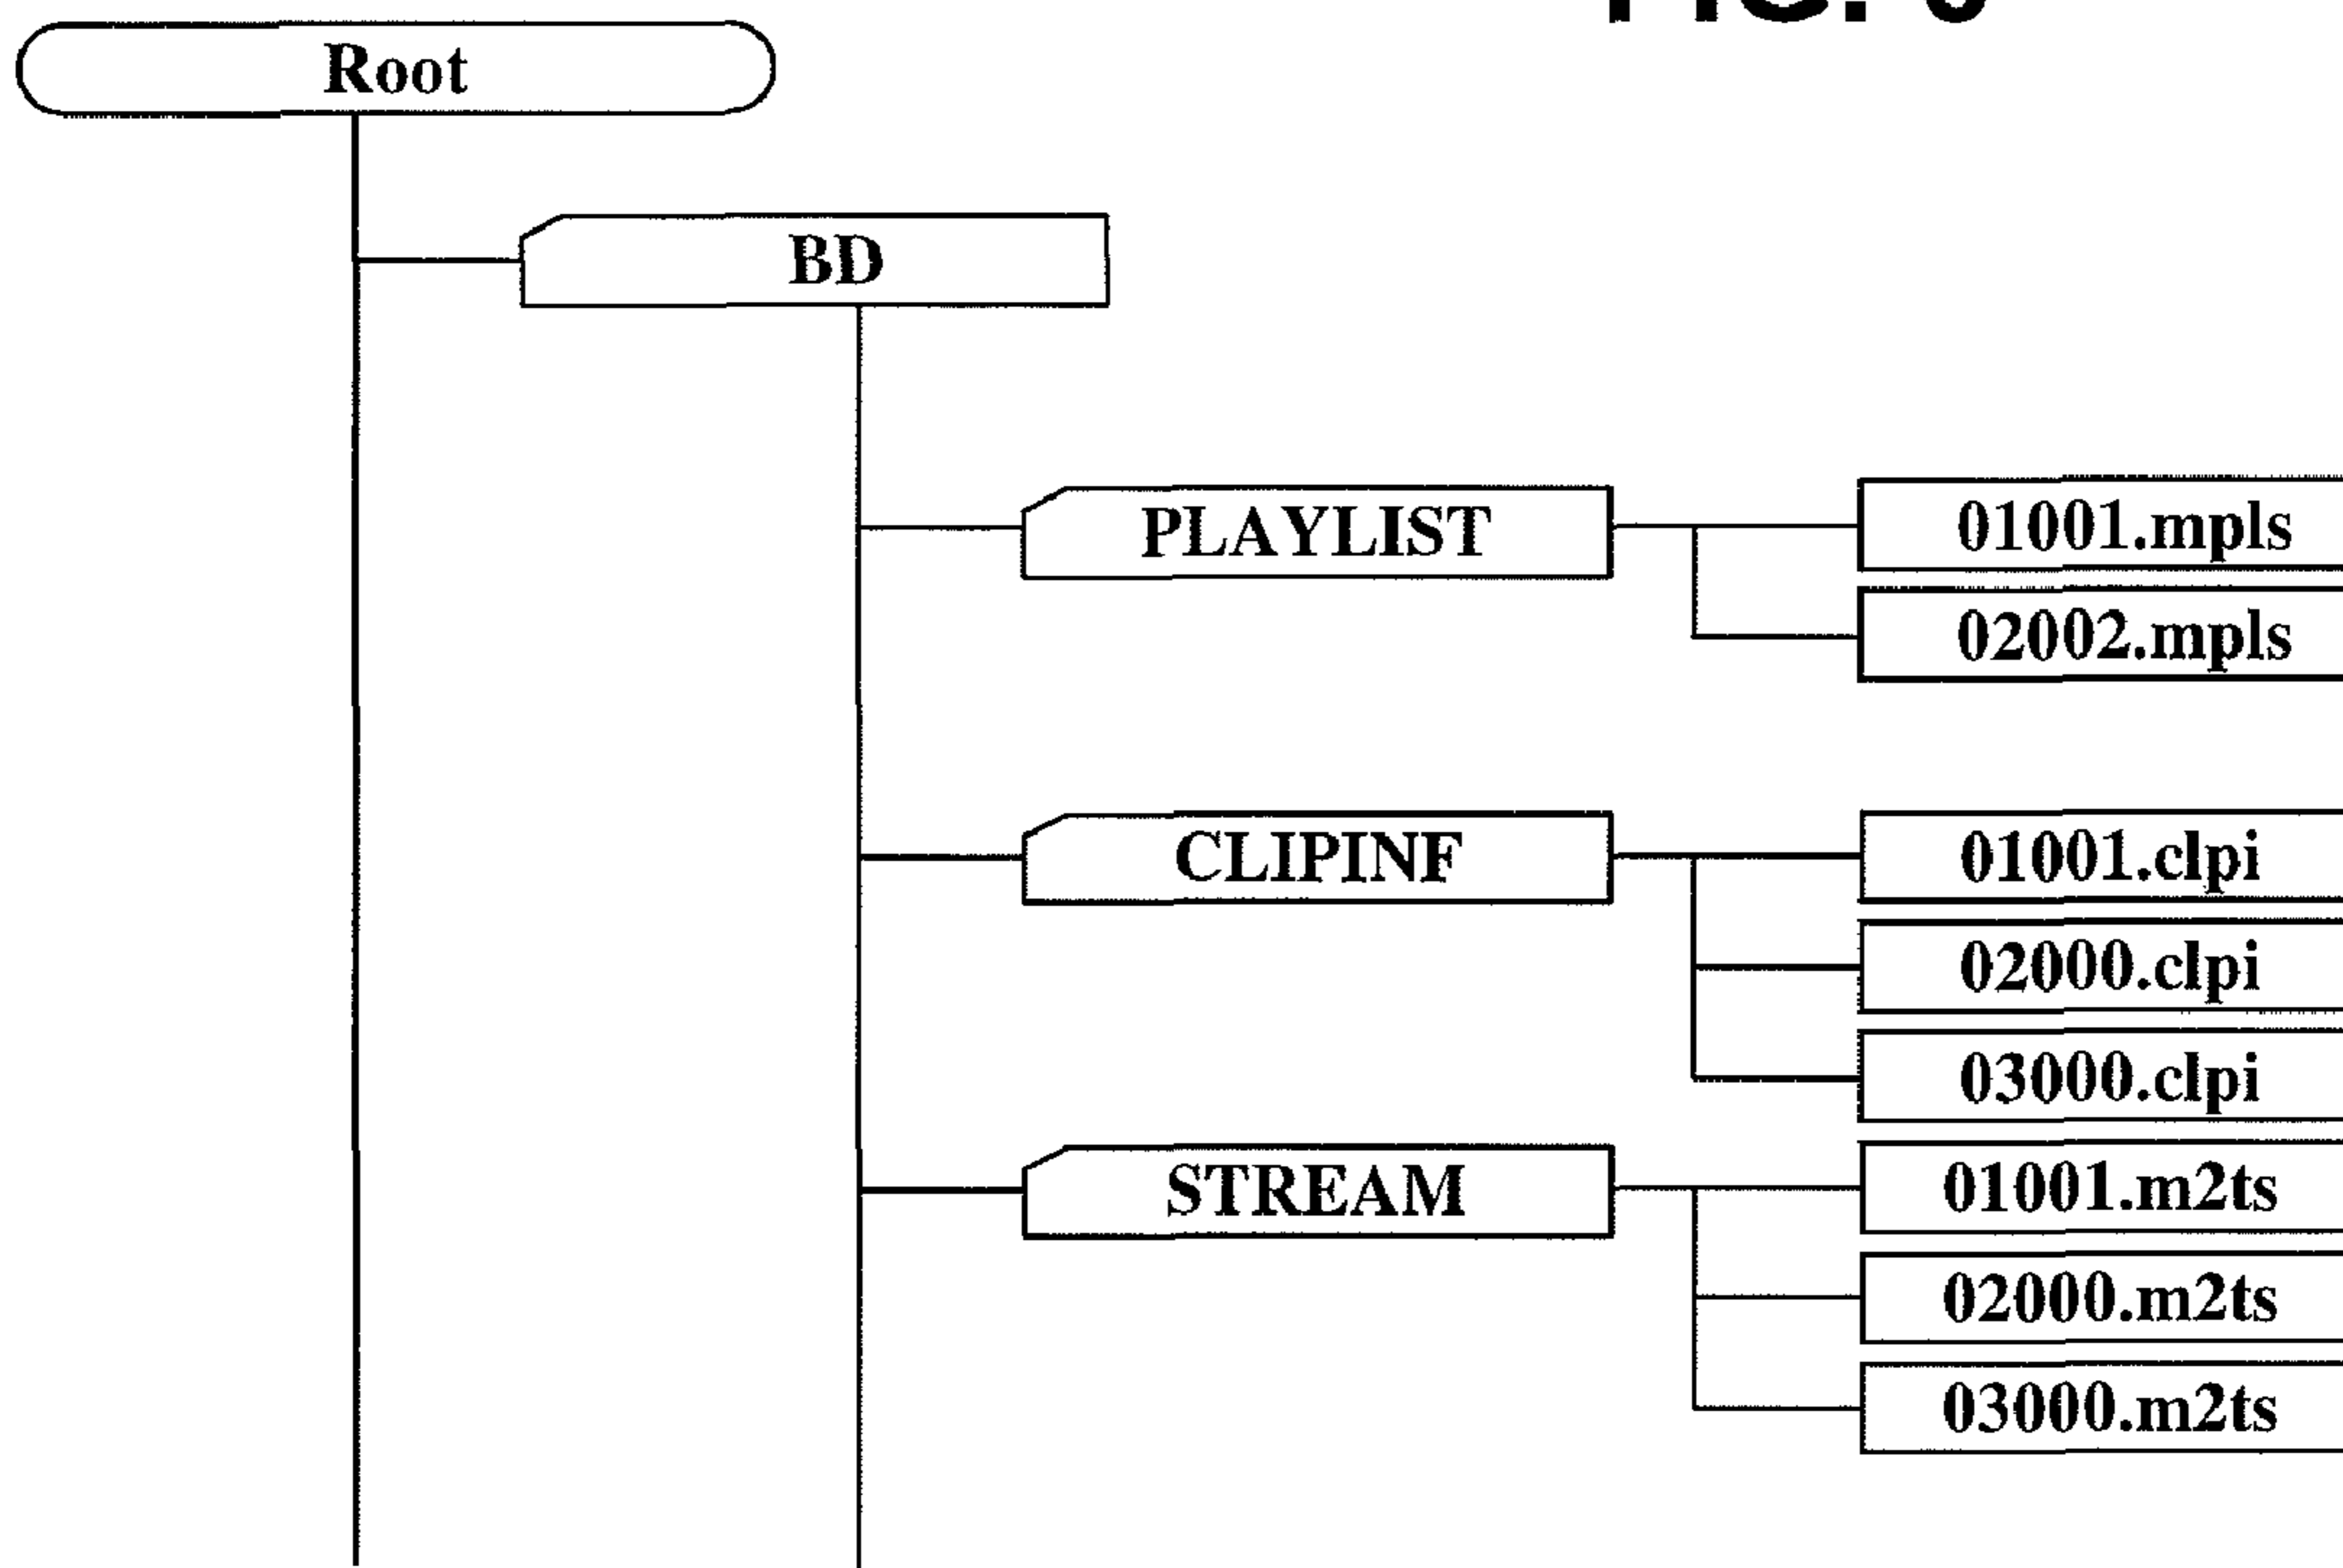 Root
BD
PLAYLIST
01001.mpls
02002.mpls
CLIPINF
01001.clpi
02000.clpi
03000.clpi
STREAM
01001.m2ts
02000.m2ts
03000.m2ts